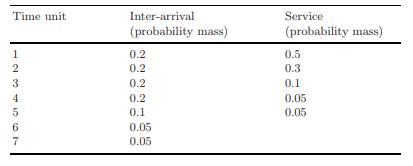 Time unit Inter-arrival Service
(probability mass) (probability mass)
1 0.2 0.5
2 0.2 0.3
3 0.2 0.1
4 0.2 0.05
5 0.1 0.05
6 0.05
7 0.05